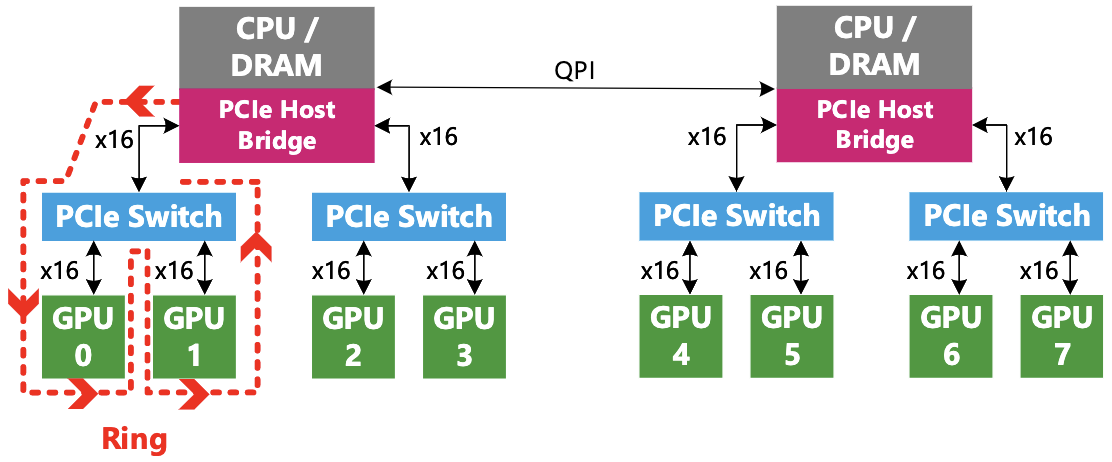 CPU /
DRAM
PCIe Host
Bridge
QPI
CPU /
DRAM
PCIe Host
Bridge
x16
x16
x16
x16
PCIe Switch
PCIe Switch
PCIe Switch
PCIe Switch
x16
x16
x16
x16
x16
x16
x16
x16
GPU
0
GPU
1
GPU
2
GPU
3
GPU
4
GPU
5
GPU
6
GPU
7
Ring